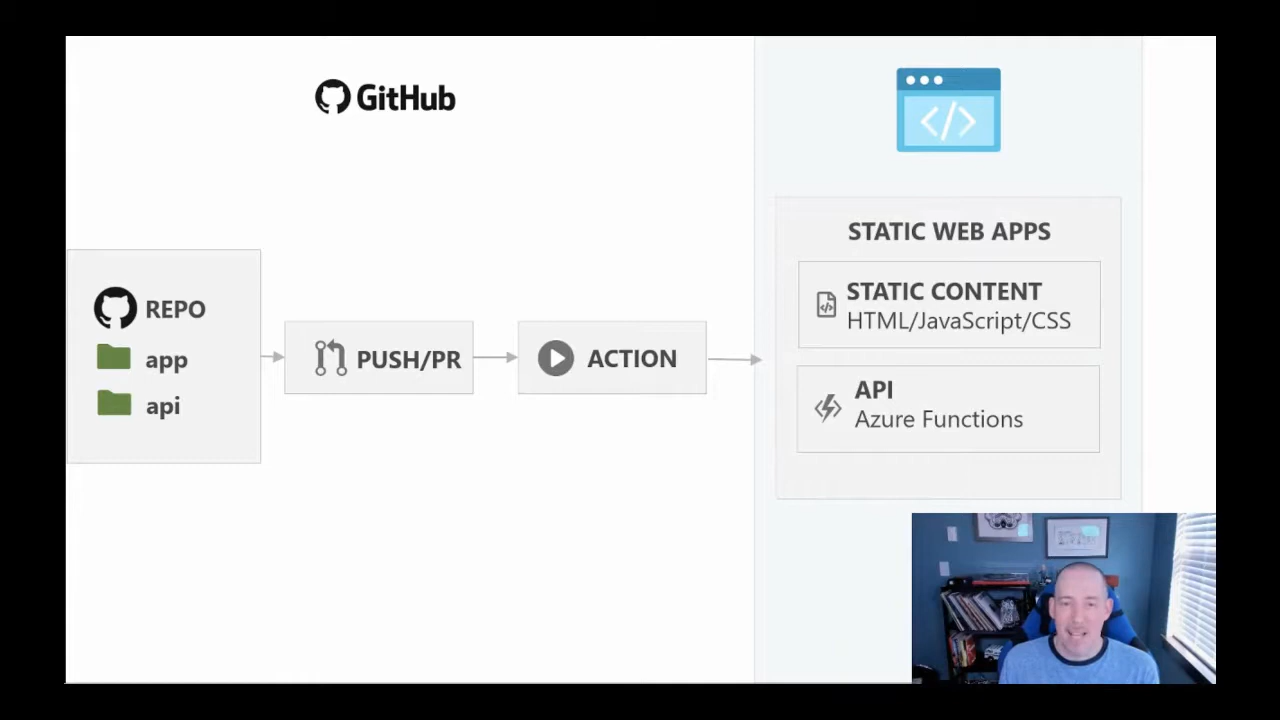 GitHub
REPO
app
api
PUSH/PR
ACTION
STATIC WEB APPS
STATIC CONTENT
HTML/JavaScript/CSS
API
Azure Functions